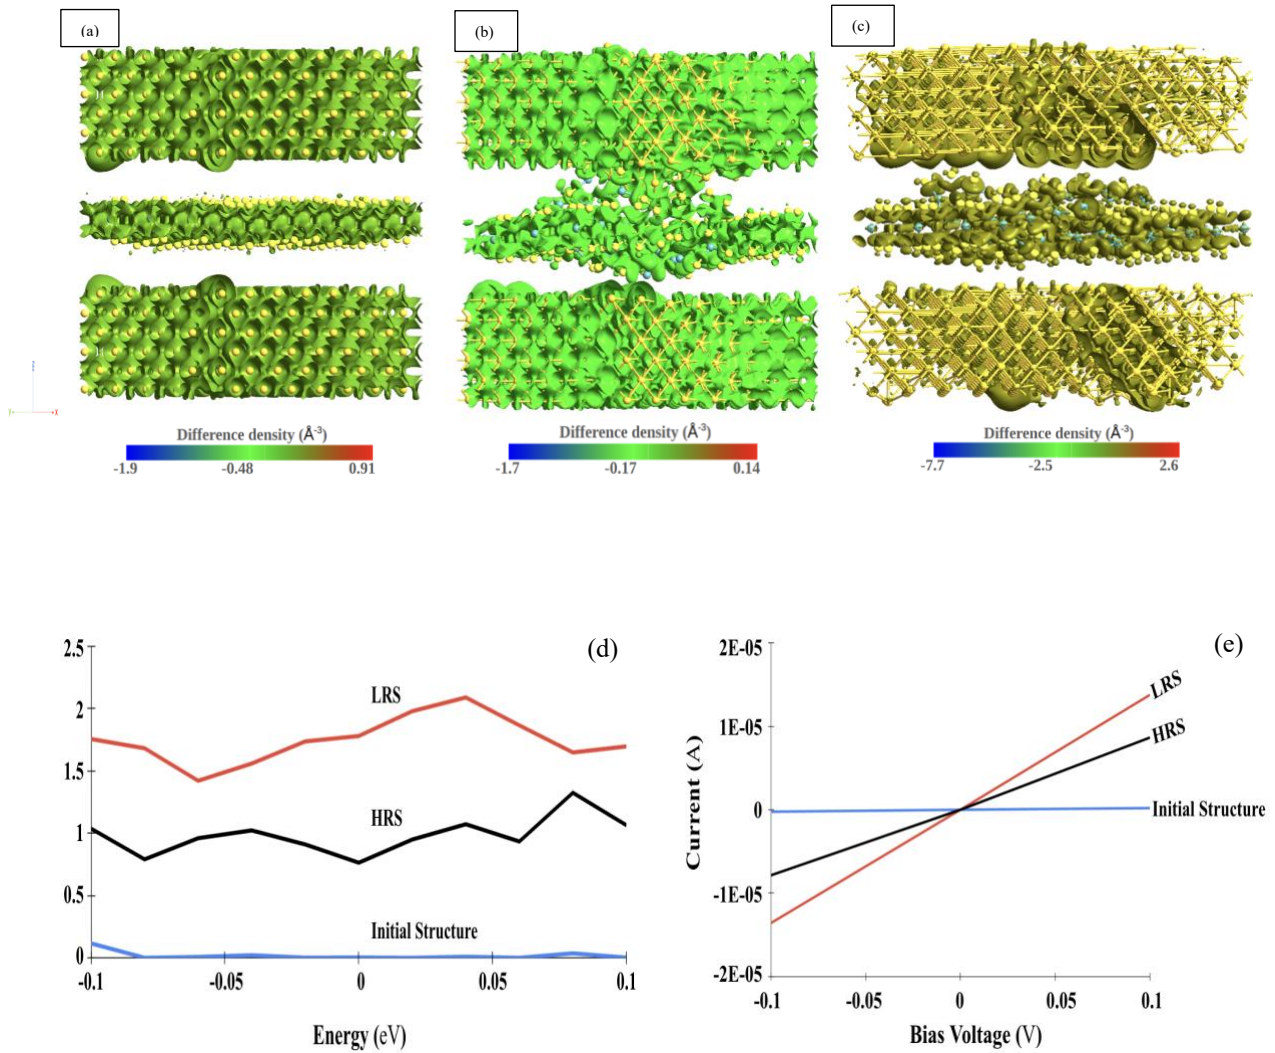 (a)
(b)
(c)
Difference density (Å-3)
-1.9 -0.48 0.91
Difference density (Å-3)
-1.7 -0.17 0.14
Difference density (Å-3)
-7.7 -2.5 2.6
(d)
2.5
2
1.5
1
0.5
0
LRS
HRS
Initial Structure
-0.1 -0.05 0 0.05 0.1
Energy (eV)
(e)
2E-05
1E-05
0
-1E-05
-2E-05
Current (A)
LRS
HRS
Initial Structure
-0.1 -0.05 0 0.05 0.1
Bias Voltage (V)